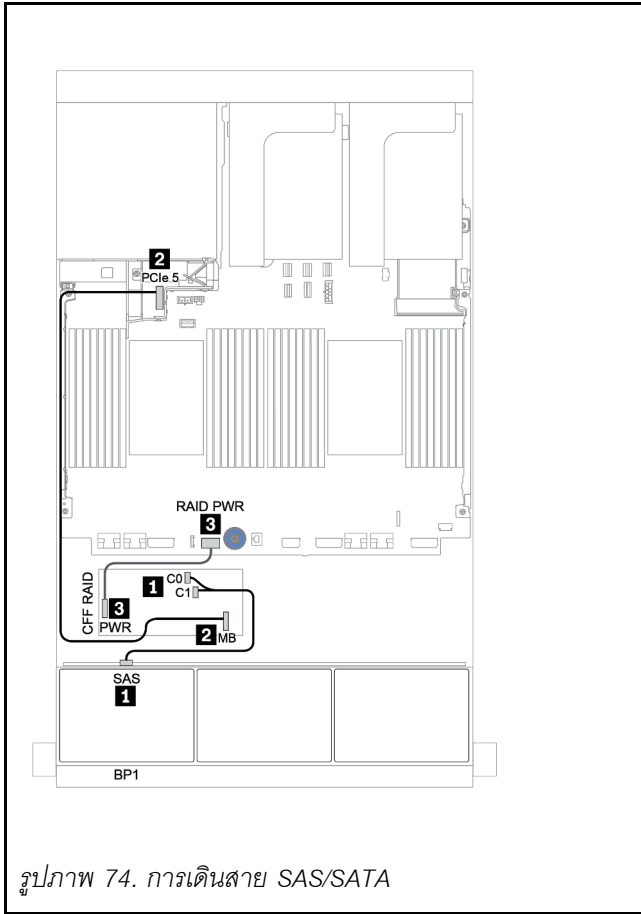 2
PCIe 5
RAID PWR
3
CFF RAID
1
C0
C1
3
PWR
2
MB
SAS
1
BP1
รูปภาพ 74. การเดินสาย SAS/SATA